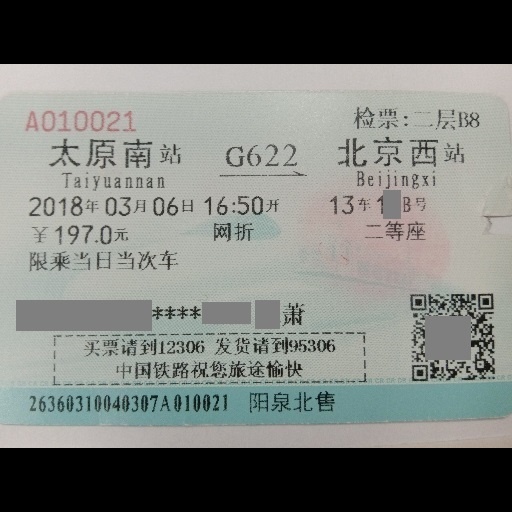 A010021 检票:二层B8
太原南站 G622 北京西站
Taiyuannan Beijingxi
2018年03月06日16:50开 13车1 B号
￥197.0元 网折 二等座
限乘当日当次车
**** 萧
买票请到12306 发货请到95306
中国铁路祝您旅途愉快
26360310040307A010021 阳泉北售